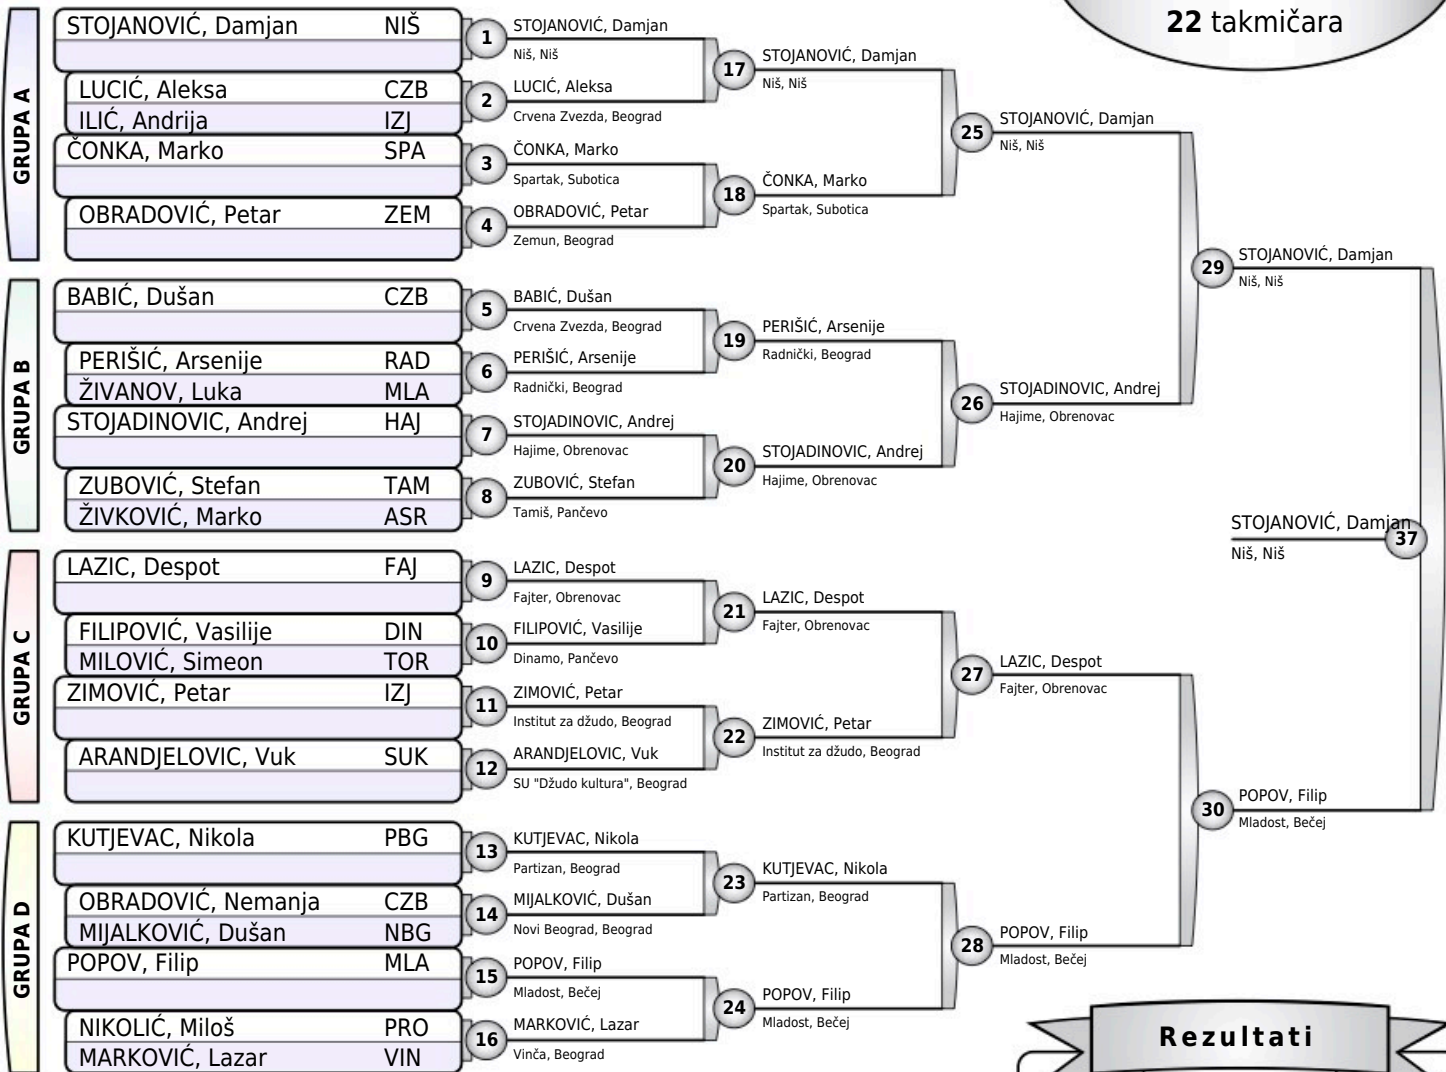 22 takmičara
GRUPA A
STOJANOVIĆ, Damjan NIŠ
LUCIĆ, Aleksa CZB
ILIĆ, Andrija IZJ
ČONKA, Marko SPA
OBRADOVIĆ, Petar ZEM
GRUPA B
BABIĆ, Dušan CZB
PERIŠIĆ, Arsenije RAD
ŽIVANOV, Luka MLA
STOJADINOVIC, Andrej HAJ
ZUBOVIĆ, Stefan TAM
ŽIVKOVIĆ, Marko ASR
GRUPA C
LAZIC, Despot FAJ
FILIPOVIĆ, Vasilije DIN
MILOVIĆ, Simeon TOR
ZIMOVIĆ, Petar IZJ
ARANDJELOVIC, Vuk SUK
GRUPA D
KUTJEVAC, Nikola PBG
OBRADOVIĆ, Nemanja CZB
MIJALKOVIĆ, Dušan NBG
POPOV, Filip MLA
NIKOLIĆ, Miloš PRO
MARKOVIĆ, Lazar VIN
1 STOJANOVIĆ, Damjan
Niš, Niš
2 LUCIĆ, Aleksa
Crvena Zvezda, Beograd
3 ČONKA, Marko
Spartak, Subotica
4 OBRADOVIĆ, Petar
Zemun, Beograd
5 BABIĆ, Dušan
Crvena Zvezda, Beograd
6 PERIŠIĆ, Arsenije
Radnički, Beograd
7 STOJADINOVIC, Andrej
Hajime, Obrenovac
8 ZUBOVIĆ, Stefan
Tamiš, Pančevo
9 LAZIC, Despot
Fajter, Obrenovac
10 FILIPOVIĆ, Vasilije
Dinamo, Pančevo
11 ZIMOVIĆ, Petar
Institut za džudo, Beograd
12 ARANDJELOVIC, Vuk
SU "Džudo kultura", Beograd
13 KUTJEVAC, Nikola
Partizan, Beograd
14 MIJALKOVIĆ, Dušan
Novi Beograd, Beograd
15 POPOV, Filip
Mladost, Bečej
16 MARKOVIĆ, Lazar
Vinča, Beograd
17 STOJANOVIĆ, Damjan
Niš, Niš
18 ČONKA, Marko
Spartak, Subotica
19 PERIŠIĆ, Arsenije
Radnički, Beograd
20 STOJADINOVIC, Andrej
Hajime, Obrenovac
21 LAZIC, Despot
Fajter, Obrenovac
22 ZIMOVIĆ, Petar
Institut za džudo, Beograd
23 KUTJEVAC, Nikola
Partizan, Beograd
24 POPOV, Filip
Mladost, Bečej
25 STOJANOVIĆ, Damjan
Niš, Niš
26 STOJADINOVIC, Andrej
Hajime, Obrenovac
27 LAZIC, Despot
Fajter, Obrenovac
28 POPOV, Filip
Mladost, Bečej
29 STOJANOVIĆ, Damjan
Niš, Niš
30 POPOV, Filip
Mladost, Bečej
STOJANOVIĆ, Damjan 37
Niš, Niš
Rezultati